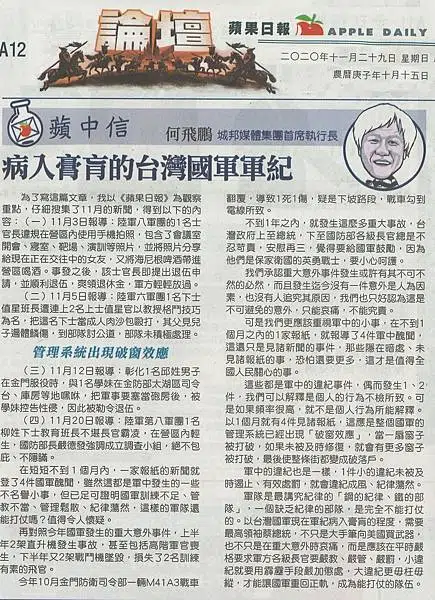 A12
論壇
蘋果日報 APPLE DAILY
二〇二〇年十一月二十九日 星期日
農曆庚子年十月十五日
蘋中信
何飛鵬 城邦媒體集團首席執行長
病入膏肓的台灣國軍軍紀
為了寫這篇文章,我以《蘋果日報》為觀察
重點,仔細搜集了11月的新聞,得到以下的內
容:(一)11月3日報導:陸軍八軍團的1名士
官長違規在營區內使用手機拍照,包含了會議室
開會、寢室、靶場、演訓等照片,並將照片分享
給現在正在交往中的女友,又將海尼根啤酒帶進
營區喝酒。事發之後,該士官長即提出退伍申
請,並順利退伍,爽領退休金,軍方輕輕放過。
(二)11月5日報導:陸軍六軍團1名下士
值星班長遭連上2名上士值星官以教授格鬥技巧
為名,把這名下士當成人肉沙包毆打,其父見兒
子遍體鱗傷,到部隊討公道,部隊未積極處理。
管理系統出現破窗效應
(三)11月12日報導:彰化1名邱姓男子
在金門服役時,與1名學妹在金防部太湖區司令
台、庫房等地嘿咻,把軍事要塞當砲房後,被
學妹控告性侵,因此被勒令退伍。
(四)11月20日報導:陸軍第八軍團1名
柳姓下士教育班長不堪長官霸凌,在營區內輕
生,國防部長嚴德發強調成立調查小組,絕不包
庇、不隱瞞。
在短短不到1個月內,一家報紙的新聞就
登了4件國軍醜聞,雖然這都是軍中發生的一些
不名譽小事,但已足可證明國軍訓練不足、管
教不當、管理鬆散、紀律蕩然,這樣的軍隊還
能打仗嗎?值得令人懷疑。
再對照今年國軍發生的重大意外事件,上半
年2架直升機發生事故,甚至包括高階軍官喪
生,下半年又2架戰鬥機墜毀,損失了2名訓練
有素的飛官。
今年10月金門防衛司令部一輛M41A3戰車
翻覆,導致1死1傷,疑是下坡路段,戰車勾到
電線所致。
不到1年之內,就發生這麼多重大事故,台
灣政府上至總統,下至國防部各級長官總是不
忍苛責,安慰再三,覺得要給國軍鼓勵,因為
他們是保家衛國的英勇戰士,要小心呵護。
我們承認重大意外事件發生或許有其不可不
然的必然,而且發生迄今沒有一件意外是人為因
素,也沒有人追究其原因,我們也只好認為這是
不可避免的意外,只能哀痛,不能究責。
可是我們更應該重視軍中的小事,在不到1
個月內之的1家報紙,就報導了4件軍中醜聞,
這還只是見諸新聞的事件,那些隱在暗處、未
見諸報紙的事,恐怕還要更多,這才是值得全
國人民關心的事。
這些都是軍中的違紀事件,偶而發生1、2
件,我們可以解釋是個人的行為不檢所致。可
是如果頻率很高,就不是個人行為所能解釋。
以1個月就有4件見諸報紙,這應是整個國軍的
管理系統已經出現「破窗效應」,當一扇窗子
被打破,如果未被及時修復,就會有更多窗子
被打破,最後使整條街都變成破落戶。
軍中的違紀也是一樣,1件小的違紀未被及
時遏止、有效處罰,就會違紀成風、紀律蕩然。
軍隊是最講究紀律的「鋼的紀律、鐵的部
隊」,一個缺乏紀律的部隊,是完全不能打仗
的。以台灣國軍現在軍紀病入膏肓的程度,需要
最高領袖蔡總統,不只是大手筆向美國買武器,
也不只是在重大意外時哀痛,而是應該在平時嚴
格要求軍方各級長官要嚴教、嚴管、嚴罰,小違
紀就要用霹靂手段嚴加懲處,大違紀更毋枉毋
縱,才能讓國軍重回正軌,成為能打仗的軍隊。